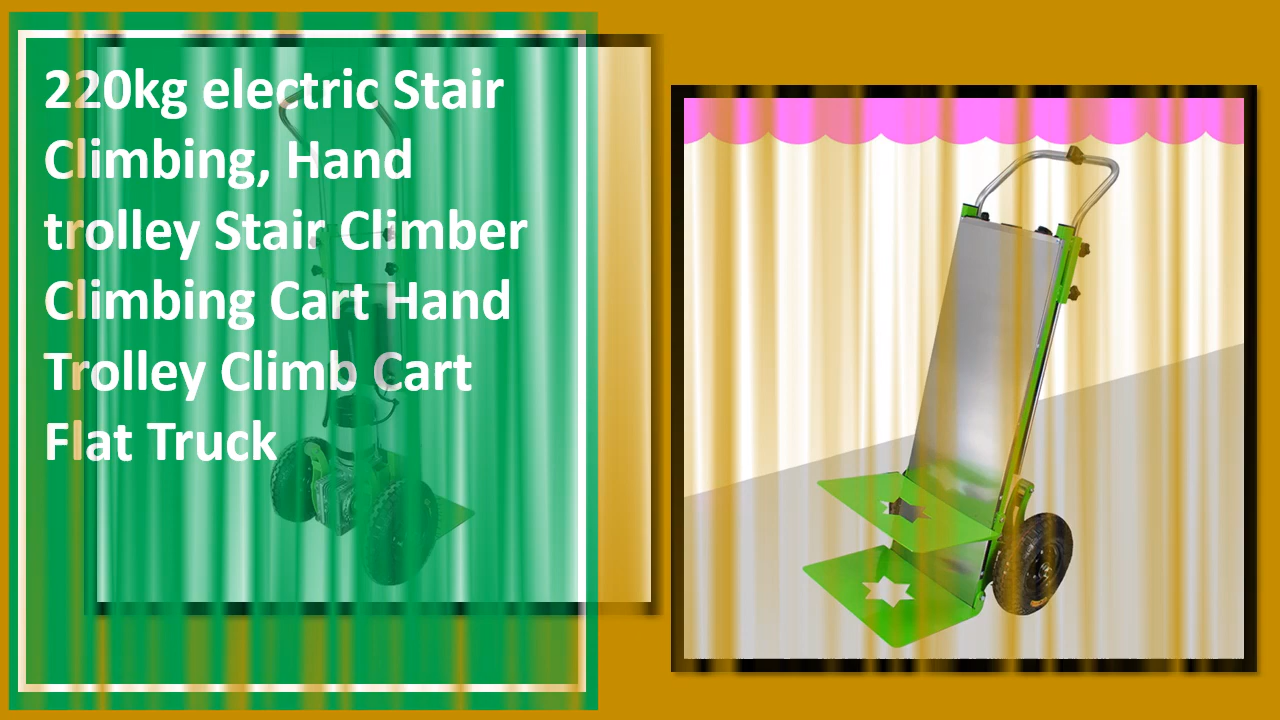 220kg electric Stair
Climbing, Hand
trolley Stair Climber
Climbing Cart Hand
Trolley Climb Cart
Flat Truck